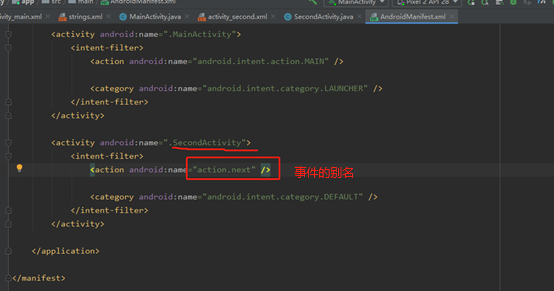 app src main AndroidManifest.xml MainActivity Pixel 2 API 28
y_main.xml strings.xml MainActivity.java activity_second.xml SecondActivity.java AndroidManifest.xml
<activity android:name=".MainActivity">
<intent-filter>
<action android:name="android.intent.action.MAIN" />
<category android:name="android.intent.category.LAUNCHER" />
</intent-filter>
</activity>
<activity android:name=".SecondActivity">
<intent-filter>
<action android:name="action.next" /> 事件的别名
<category android:name="android.intent.category.DEFAULT" />
</intent-filter>
</activity>
</application>
</manifest>